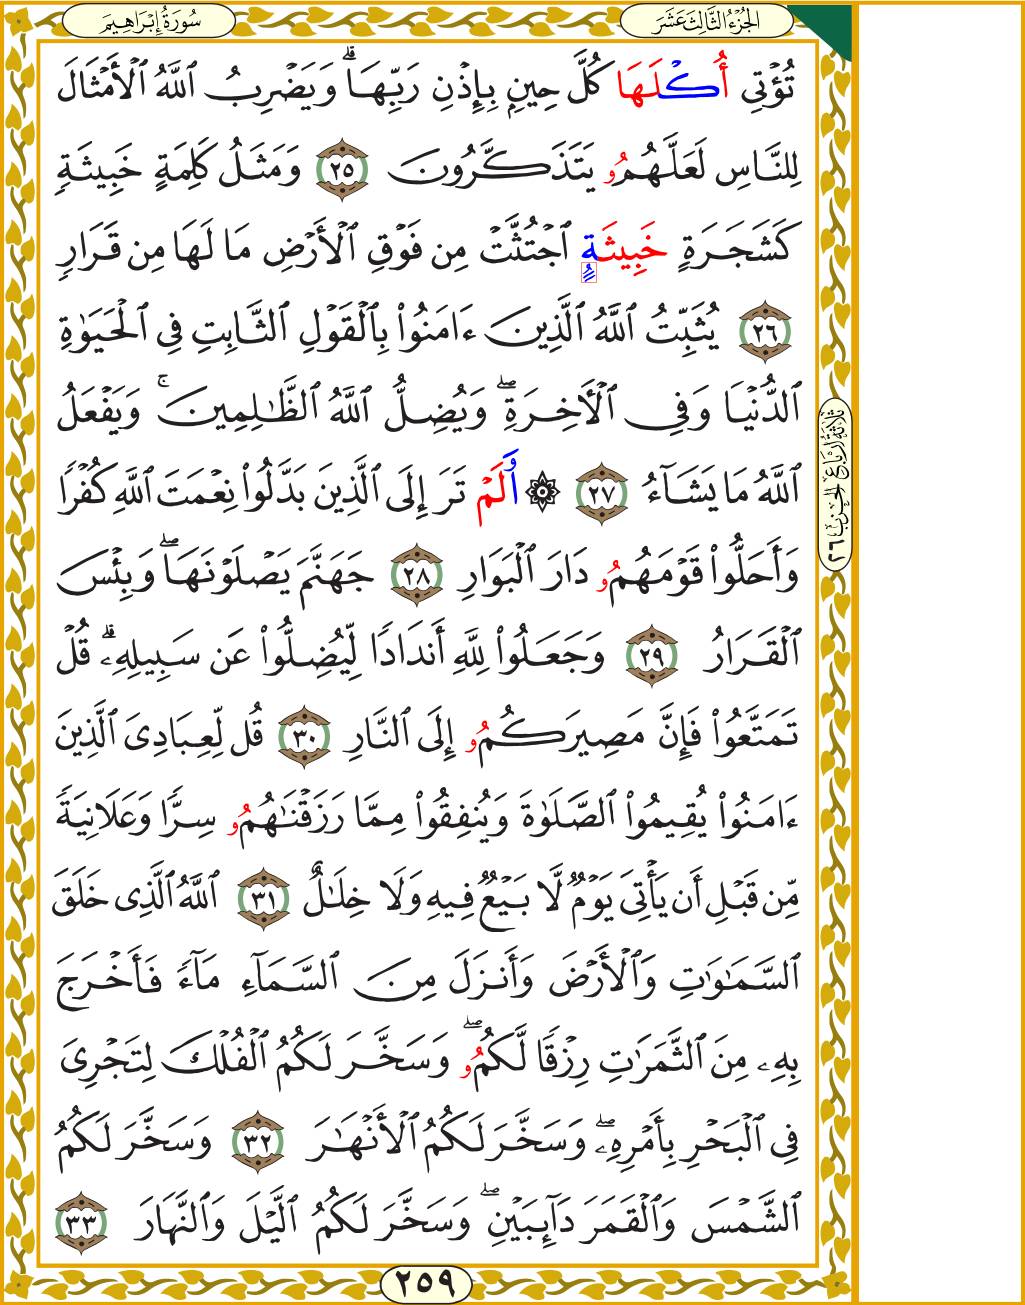 الجُزْءُ الثَّالِثَ عَشَرَ
سُورَةُ إِبْرَاهِيمَ
تُؤْتِي أُكْلَهَا كُلَّ حِينٍۭ بِإِذْنِ رَبِّهَاۗ وَيَضْرِبُ ٱللَّهُ ٱلْأَمْثَالَ
لِلنَّاسِ لَعَلَّهُمُۥ يَتَذَكَّرُونَ ٢٥ وَمَثَلُ كَلِمَةٍ خَبِيثَةٖ
كَشَجَرَةٍ خَبِيثَةٍ ٱجْتُثَّتْ مِن فَوْقِ ٱلْأَرْضِ مَا لَهَا مِن قَرَارٖ
٢٦ يُثَبِّتُ ٱللَّهُ ٱلَّذِينَ ءَامَنُوا۟ بِٱلْقَوْلِ ٱلثَّابِتِ فِي ٱلْحَيَوٰةِ
ٱلدُّنْيَا وَفِي ٱلْأَخِرَةِۖ وَيُضِلُّ ٱللَّهُ ٱلظَّٰلِمِينَۚ وَيَفْعَلُ
ٱللَّهُ مَا يَشَآءُ ٢٧ ۞ أَلَمْ تَرَ إِلَى ٱلَّذِينَ بَدَّلُوا۟ نِعْمَتَ ٱللَّهِ كُفْرًا
وَأَحَلُّوا۟ قَوْمَهُمُۥ دَارَ ٱلْبَوَارِ ٢٨ جَهَنَّمَ يَصْلَوْنَهَاۖ وَبِئْسَ
ٱلْقَرَارُ ٢٩ وَجَعَلُوا۟ لِلَّهِ أَندَادًا لِّيُضِلُّوا۟ عَن سَبِيلِهِۦۗ قُلْ
تَمَتَّعُوا۟ فَإِنَّ مَصِيرَكُمُۥ إِلَى ٱلنَّارِ ٣٠ قُل لِّعِبَادِىَ ٱلَّذِينَ
ءَامَنُوا۟ يُقِيمُوا۟ ٱلصَّلَوٰةَ وَيُنفِقُوا۟ مِمَّا رَزَقْنَٰهُمُۥ سِرًّا وَعَلَانِيَةً
مِّن قَبْلِ أَن يَأْتِىَ يَوْمٌ لَّا بَيْعٌ فِيهِ وَلَا خِلَٰلٌ ٣١ ٱللَّهُ ٱلَّذِى خَلَقَ
ٱلسَّمَٰوَٰتِ وَٱلْأَرْضَ وَأَنزَلَ مِنَ ٱلسَّمَآءِ مَآءً فَأَخْرَجَ
بِهِۦ مِنَ ٱلثَّمَرَٰتِ رِزْقًا لَّكُمُۥۖ وَسَخَّرَ لَكُمُ ٱلْفُلْكَ لِتَجْرِىَ
فِى ٱلْبَحْرِ بِأَمْرِهِۦۖ وَسَخَّرَ لَكُمُ ٱلْأَنْهَٰرَ ٣٢ وَسَخَّرَ لَكُمُ
ٱلشَّمْسَ وَٱلْقَمَرَ دَآئِبَيْنِۖ وَسَخَّرَ لَكُمُ ٱلَّيْلَ وَٱلنَّهَارَ ٣٣
ثَلَاثَةُ أَرْبَاعِ الحِزْبِ ٢٦
٢٥٩